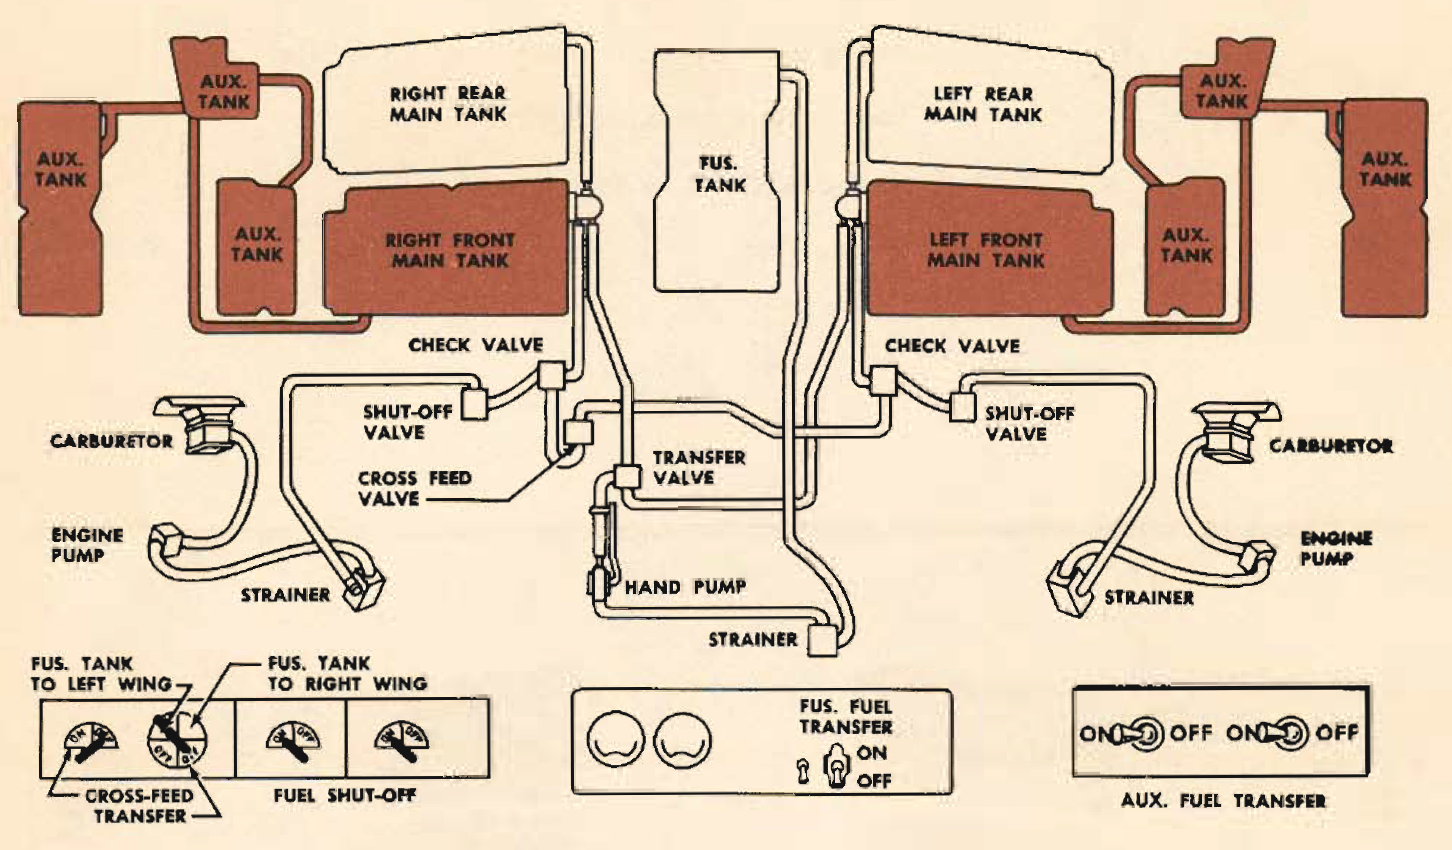 AUX.
TANK
AUX.
TANK
AUX.
TANK
RIGHT REAR
MAIN TANK
RIGHT FRONT
MAIN TANK
FUS.
TANK
LEFT REAR
MAIN TANK
LEFT FRONT
MAIN TANK
AUX.
TANK
AUX.
TANK
AUX.
TANK
CHECK VALVE
CHECK VALVE
SHUT-OFF
VALVE
SHUT-OFF
VALVE
CARBURETOR
CARBURETOR
CROSS FEED
VALVE
TRANSFER
VALVE
ENGINE
PUMP
ENGINE
PUMP
STRAINER
HAND PUMP
STRAINER
STRAINER
FUS. TANK
TO LEFT WING
FUS. TANK
TO RIGHT WING
ON OFF
OFF
ON OFF
ON OFF
CROSS-FEED
TRANSFER
FUEL SHUT-OFF
FUS. FUEL
TRANSFER
ON
OFF
ON OFF ON OFF
AUX. FUEL TRANSFER